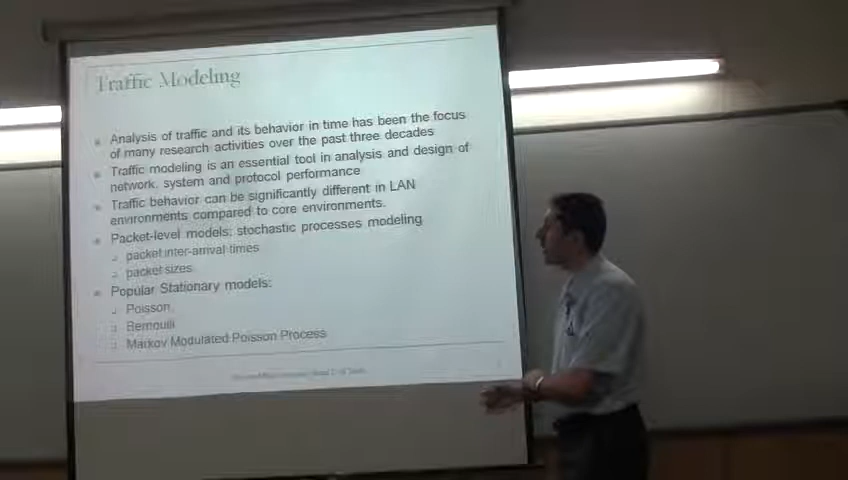 Traffic Modeling
Analysis of traffic and its behavior in time has been the focus
of many research activities over the past three decades
Traffic modeling is an essential tool in analysis and design of
network, system and protocol performance
Traffic behavior can be significantly different in LAN
environments compared to core environments.
Packet-level models: stochastic processes modeling
packet inter-arrival times
packet sizes
Popular Stationary models:
Poisson
Bernoulli
Markov Modulated Poisson Process